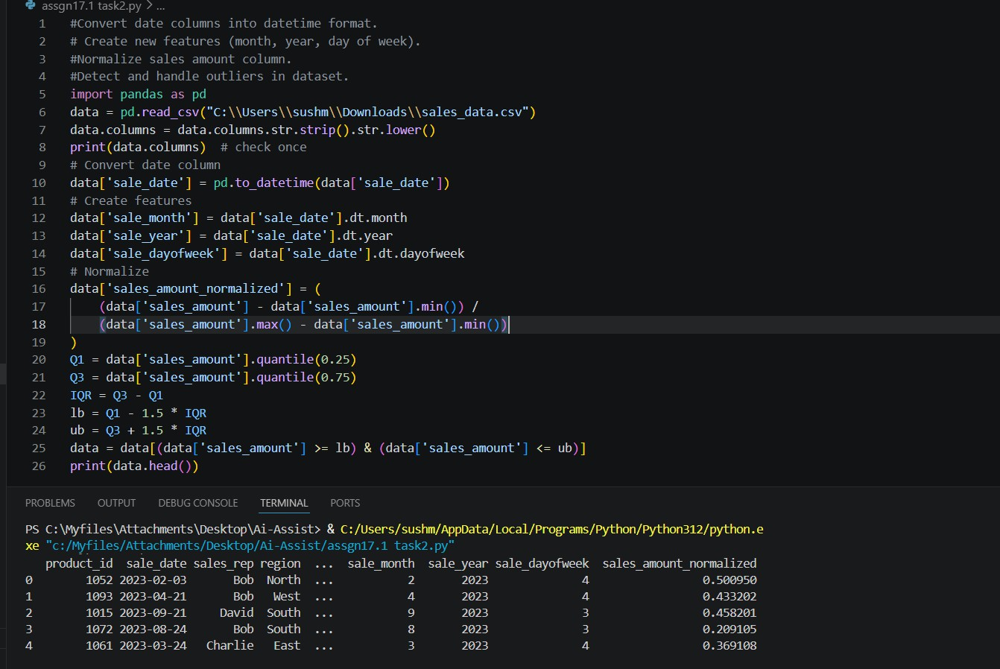 assgn17.1 task2.py > ...
1 #Convert date columns into datetime format.
2 # Create new features (month, year, day of week).
3 #Normalize sales amount column.
4 #Detect and handle outliers in dataset.
5 import pandas as pd
6 data = pd.read_csv("C:\\Users\\sushm\\Downloads\\sales_data.csv")
7 data.columns = data.columns.str.strip().str.lower()
8 print(data.columns)  # check once
9 # Convert date column
10 data['sale_date'] = pd.to_datetime(data['sale_date'])
11 # Create features
12 data['sale_month'] = data['sale_date'].dt.month
13 data['sale_year'] = data['sale_date'].dt.year
14 data['sale_dayofweek'] = data['sale_date'].dt.dayofweek
15 # Normalize
16 data['sales_amount_normalized'] = (
17     (data['sales_amount'] - data['sales_amount'].min()) /
18     (data['sales_amount'].max() - data['sales_amount'].min())
19 )
20 Q1 = data['sales_amount'].quantile(0.25)
21 Q3 = data['sales_amount'].quantile(0.75)
22 IQR = Q3 - Q1
23 lb = Q1 - 1.5 * IQR
24 ub = Q3 + 1.5 * IQR
25 data = data[(data['sales_amount'] >= lb) & (data['sales_amount'] <= ub)]
26 print(data.head())
PROBLEMS OUTPUT DEBUG CONSOLE TERMINAL PORTS
PS C:\Myfiles\Attachments\Desktop\Ai-Assist> & C:/Users/sushm/AppData/Local/Programs/Python/Python312/python.e
xe "c:/Myfiles/Attachments/Desktop/Ai-Assist/assgn17.1 task2.py"
product_id sale_date sales_rep region ... sale_month sale_year sale_dayofweek sales_amount_normalized
0 1052 2023-02-03 Bob North ... 2 2023 4 0.500950
1 1093 2023-04-21 Bob West ... 4 2023 4 0.433202
2 1015 2023-09-21 David South ... 9 2023 3 0.458201
3 1072 2023-08-24 Bob South ... 8 2023 3 0.209105
4 1061 2023-03-24 Charlie East ... 3 2023 4 0.369108